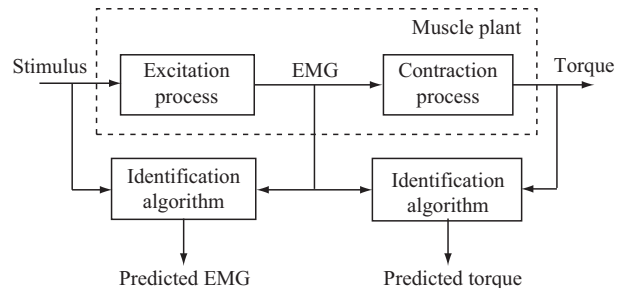 Muscle plant
Stimulus
Excitation
process
EMG
Contraction
process
Torque
Identification
algorithm
Identification
algorithm
Predicted EMG
Predicted torque